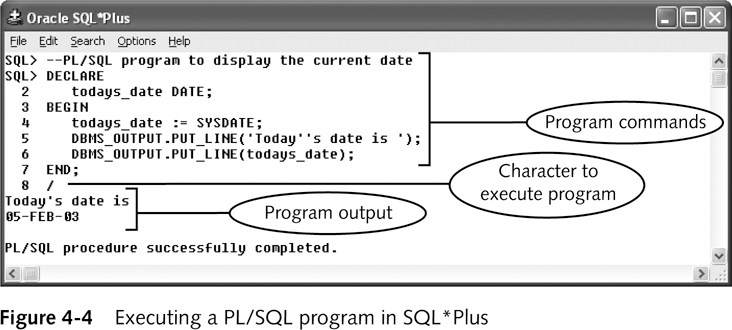 Oracle SQL*Plus
File Edit Search Options Help
SQL> --PL/SQL program to display the current date
SQL> DECLARE
2 todays_date DATE;
3 BEGIN
4 todays_date := SYSDATE;
5 DBMS_OUTPUT.PUT_LINE('Today''s date is ');
6 DBMS_OUTPUT.PUT_LINE(todays_date);
7 END;
8 /
Today's date is
05-FEB-03
PL/SQL procedure successfully completed.
Program commands
Character to
execute program
Program output
Figure 4-4 Executing a PL/SQL program in SQL*Plus